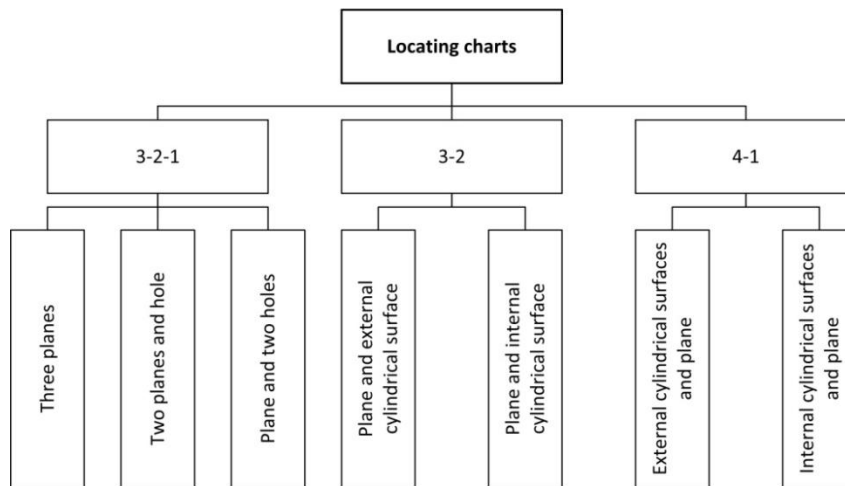 Locating charts
3-2-1
3-2
4-1
Three planes
Two planes and hole
Plane and two holes
Plane and external
cylindrical surface
Plane and internal
cylindrical surface
External cylindrical surfaces
and plane
Internal cylindrical surfaces
and plane